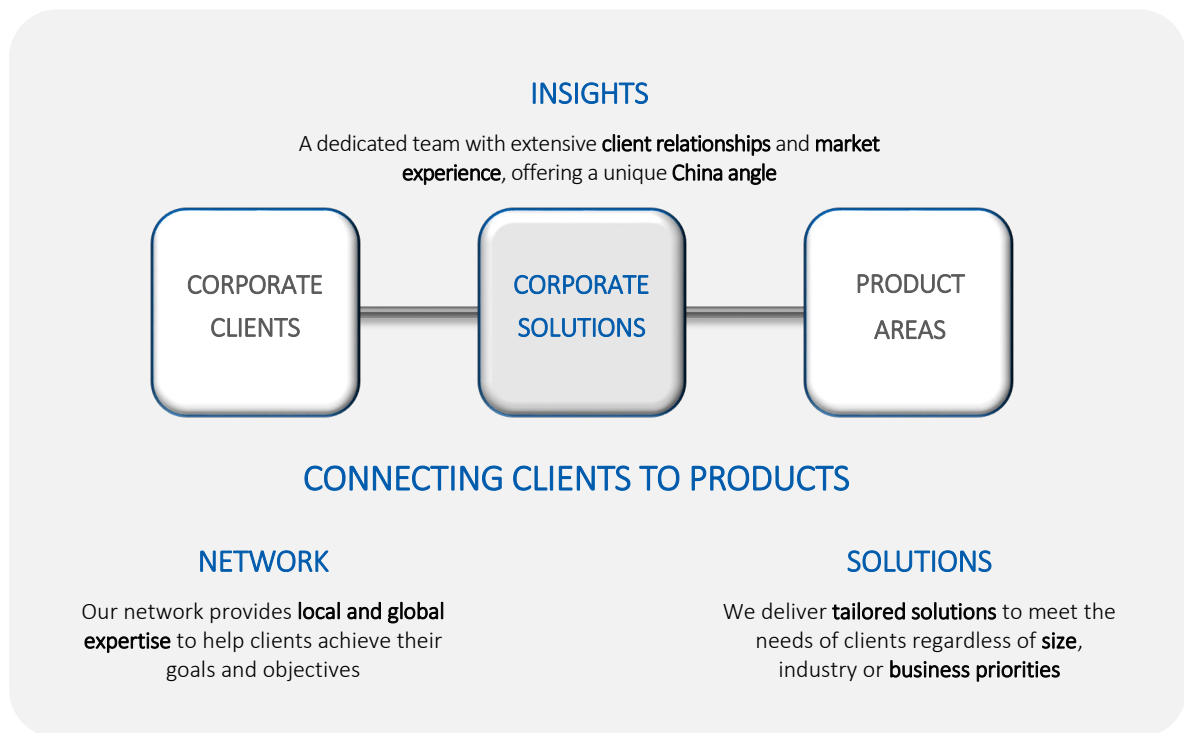 INSIGHTS
A dedicated team with extensive client relationships and market
experience, offering a unique China angle
CORPORATE
CLIENTS
CORPORATE
SOLUTIONS
PRODUCT
AREAS
CONNECTING CLIENTS TO PRODUCTS
NETWORK
Our network provides local and global
expertise to help clients achieve their
goals and objectives
SOLUTIONS
We deliver tailored solutions to meet the
needs of clients regardless of size,
industry or business priorities